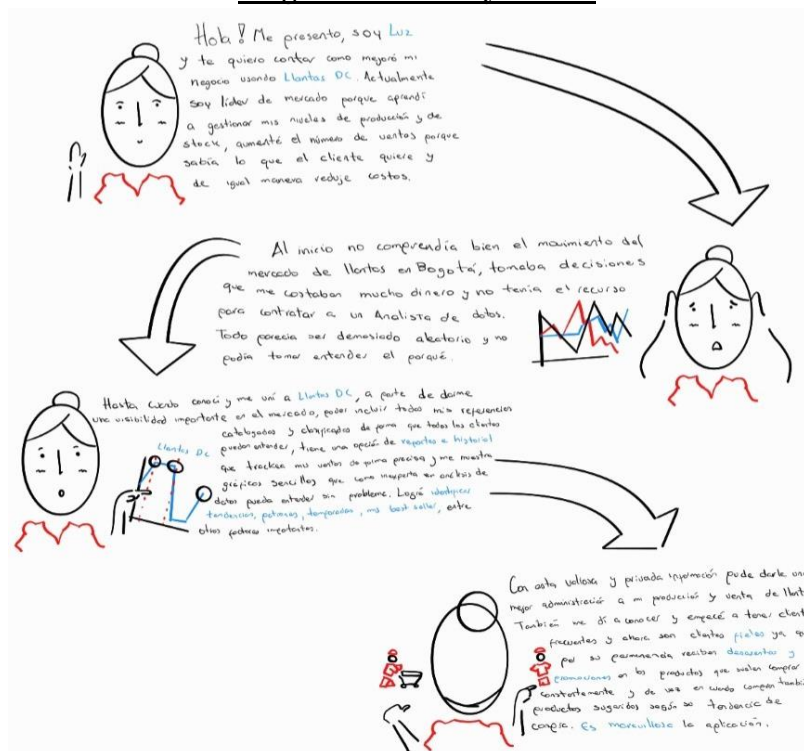 Hola! Me presento, soy Luz
y te quiero contar como mejoró mi
negocio usando Llantas DC. Actualmente
soy líder de mercado porque aprendí
a gestionar mis niveles de producción y de
stock, aumenté el número de ventas porque
sabía lo que el cliente quiere y
de igual manera reduje costos.
Al inicio no comprendía bien el movimiento del
mercado de llantas en Bogotá, tomaba decisiones
que me costaban mucho dinero y no tenía el recurso
para contratar a un Analista de datos.
Todo parecía ser demasiado aleatorio y no
podía tomar entender el porqué.
Hasta cuando conocí y me uní a Llantas DC, a parte de darme
una visibilidad importante en el mercado, poder incluir todas mis referencias
catalogadas y clasificadas de forma que todos los clientes
Llantas DC
puedan entender, tiene una opción de reportes e historial
que trackea mis ventas de forma precisa y me muestra
gráficos sencillos que como inexperta en análisis de
datos pueda entender sin problema. Logré identificar
tendencias, patrones, temporadas, mis best seller, entre
otros factores importantes.
Con esta valiosa y privada información pude darle una
mejor administración a mi producción y venta de
También me dí a conocer y empecé a tener
frecuentes y ahora son clientes fieles ya
por su permanencia reciben descuentos y
promociones en los productos que suelen comprar
constantemente y de vez en cuando compran
productos sugeridos según su tendencia de
compra. Es maravillosa la aplicación.